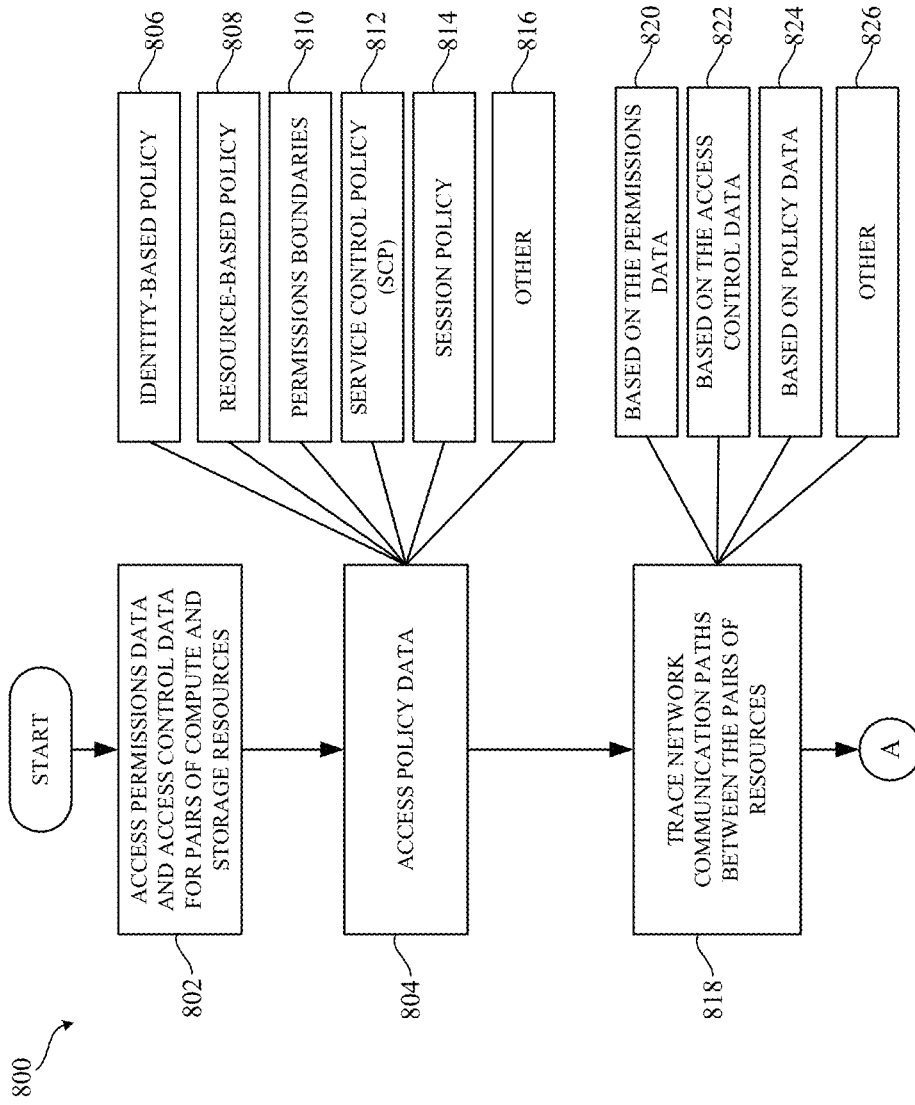 800
START
ACCESS PERMISSIONS DATA
AND ACCESS CONTROL DATA
FOR PAIRS OF COMPUTE AND
STORAGE RESOURCES
802
ACCESS POLICY DATA
804
IDENTITY-BASED POLICY
806
RESOURCE-BASED POLICY
808
PERMISSIONS BOUNDARIES
810
SERVICE CONTROL POLICY
(SCP)
812
SESSION POLICY
814
OTHER
816
TRACE NETWORK
COMMUNICATION PATHS
BETWEEN THE PAIRS OF
RESOURCES
818
BASED ON THE PERMISSIONS
DATA
820
BASED ON THE ACCESS
CONTROL DATA
822
BASED ON POLICY DATA
824
OTHER
826
A